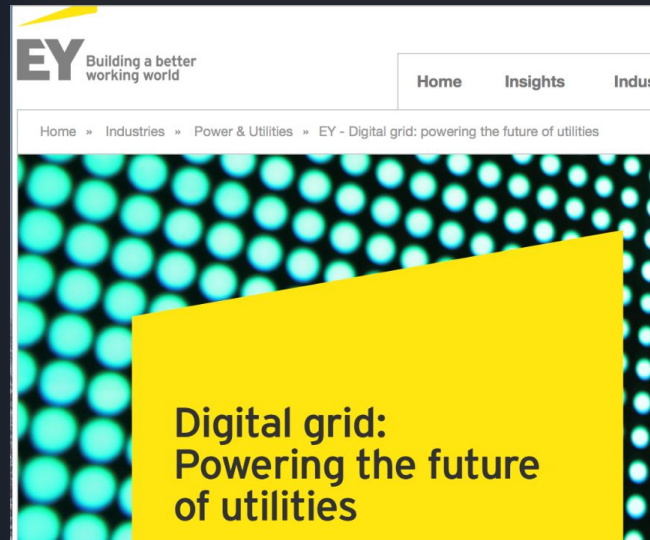 EY Building a better
working world
Home Insights Indus
Home » Industries » Power & Utilities » EY - Digital grid: powering the future of utilities
Digital grid:
Powering the future
of utilities